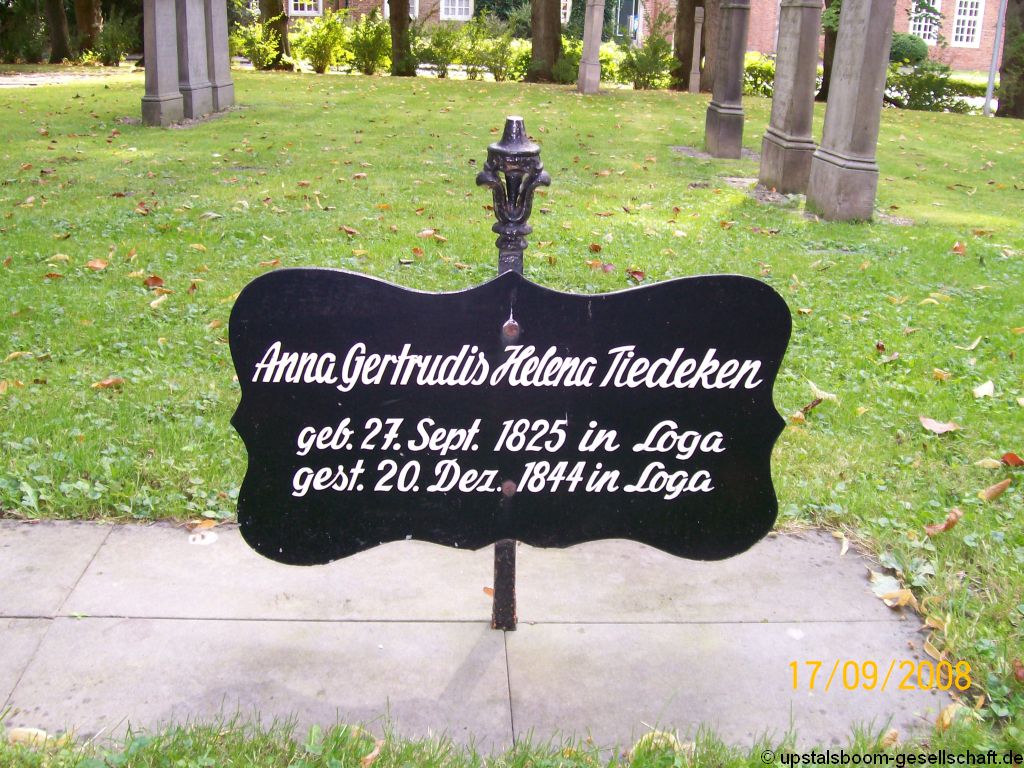 Anna Gertrudis Helena Tiedeken
geb. 27. Sept. 1825 in Loga
gest. 20. Dez. 1844 in Loga
17/09/2008
© upstalsboom-gesellschaft.de